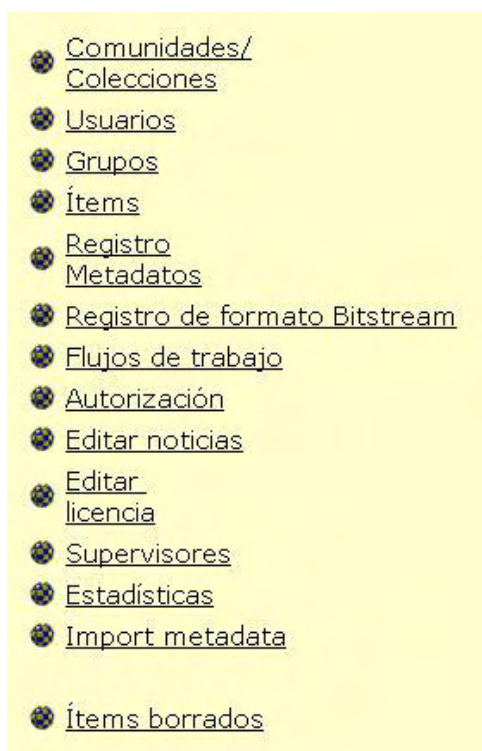 Comunidades/
Colecciones
Usuarios
Grupos
Ítems
Registro
Metadatos
Registro de formato Bitstream
Flujos de trabajo
Autorización
Editar noticias
Editar
licencia
Supervisores
Estadísticas
Import metadata
Ítems borrados